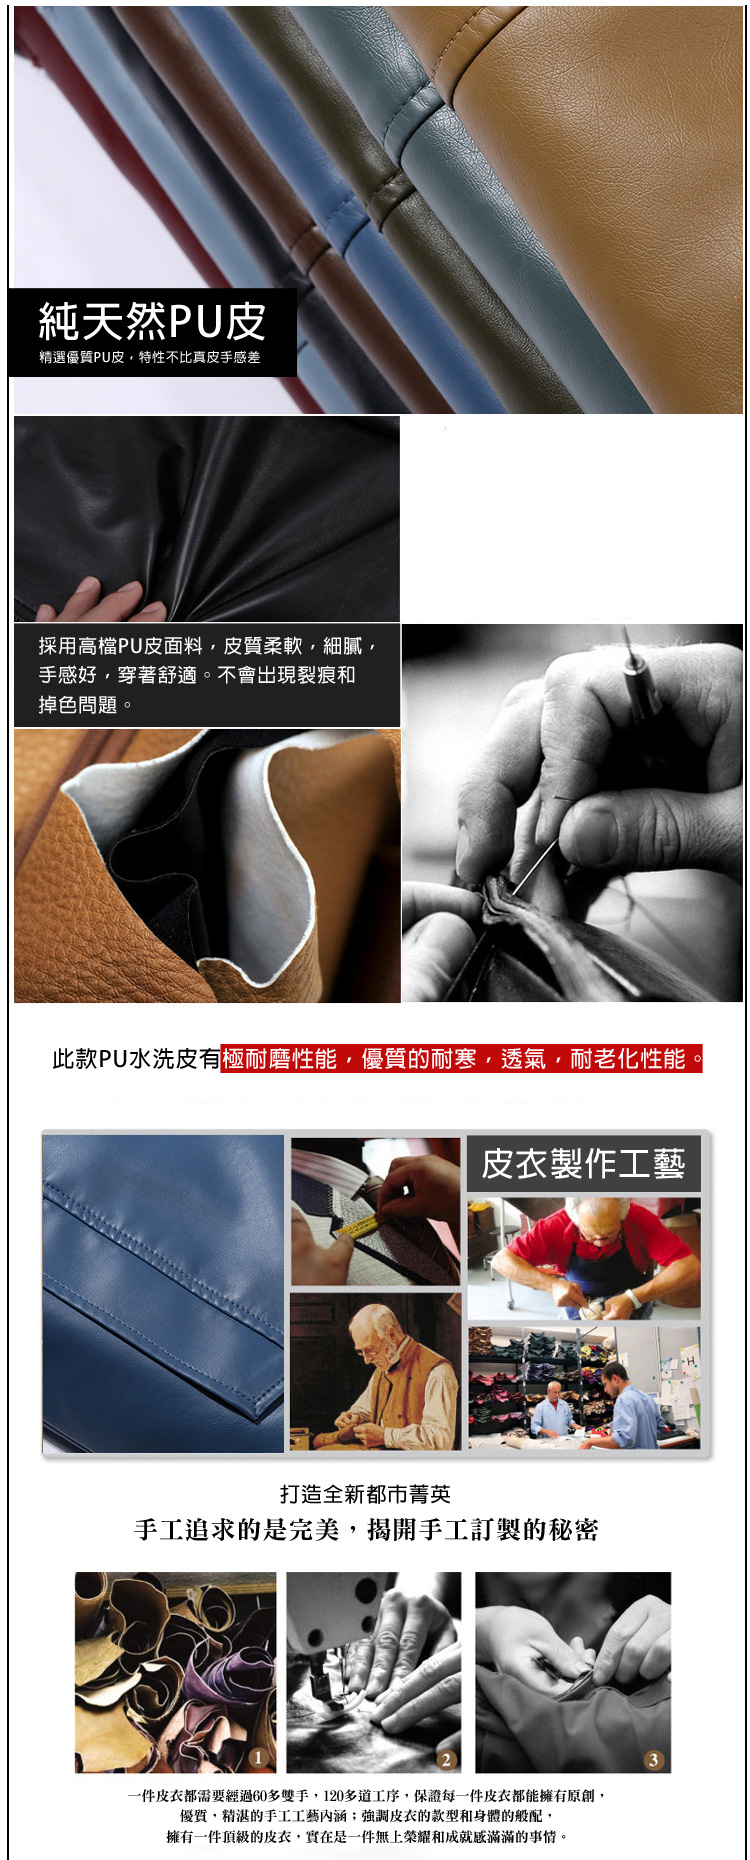 純天然PU皮
精選優質PU皮，特性不比真皮手感差
採用高檔PU皮面料，皮質柔軟，細膩，
手感好，穿著舒適。不會出現裂痕和
掉色問題。
此款PU水洗皮有極耐磨性能，優質的耐寒，透氣，耐老化性能。
皮衣製作工藝
H
打造全新都市菁英
手工追求的是完美，揭開手工訂製的秘密
1
2
3
一件皮衣都需要經過60多雙手，120多道工序，保證每一件皮衣都能擁有原創，
優質，精湛的手工工藝內涵；強調皮衣的款型和身體的般配，
擁有一件頂級的皮衣，實在是一件無上榮耀和成就感滿滿的事情。